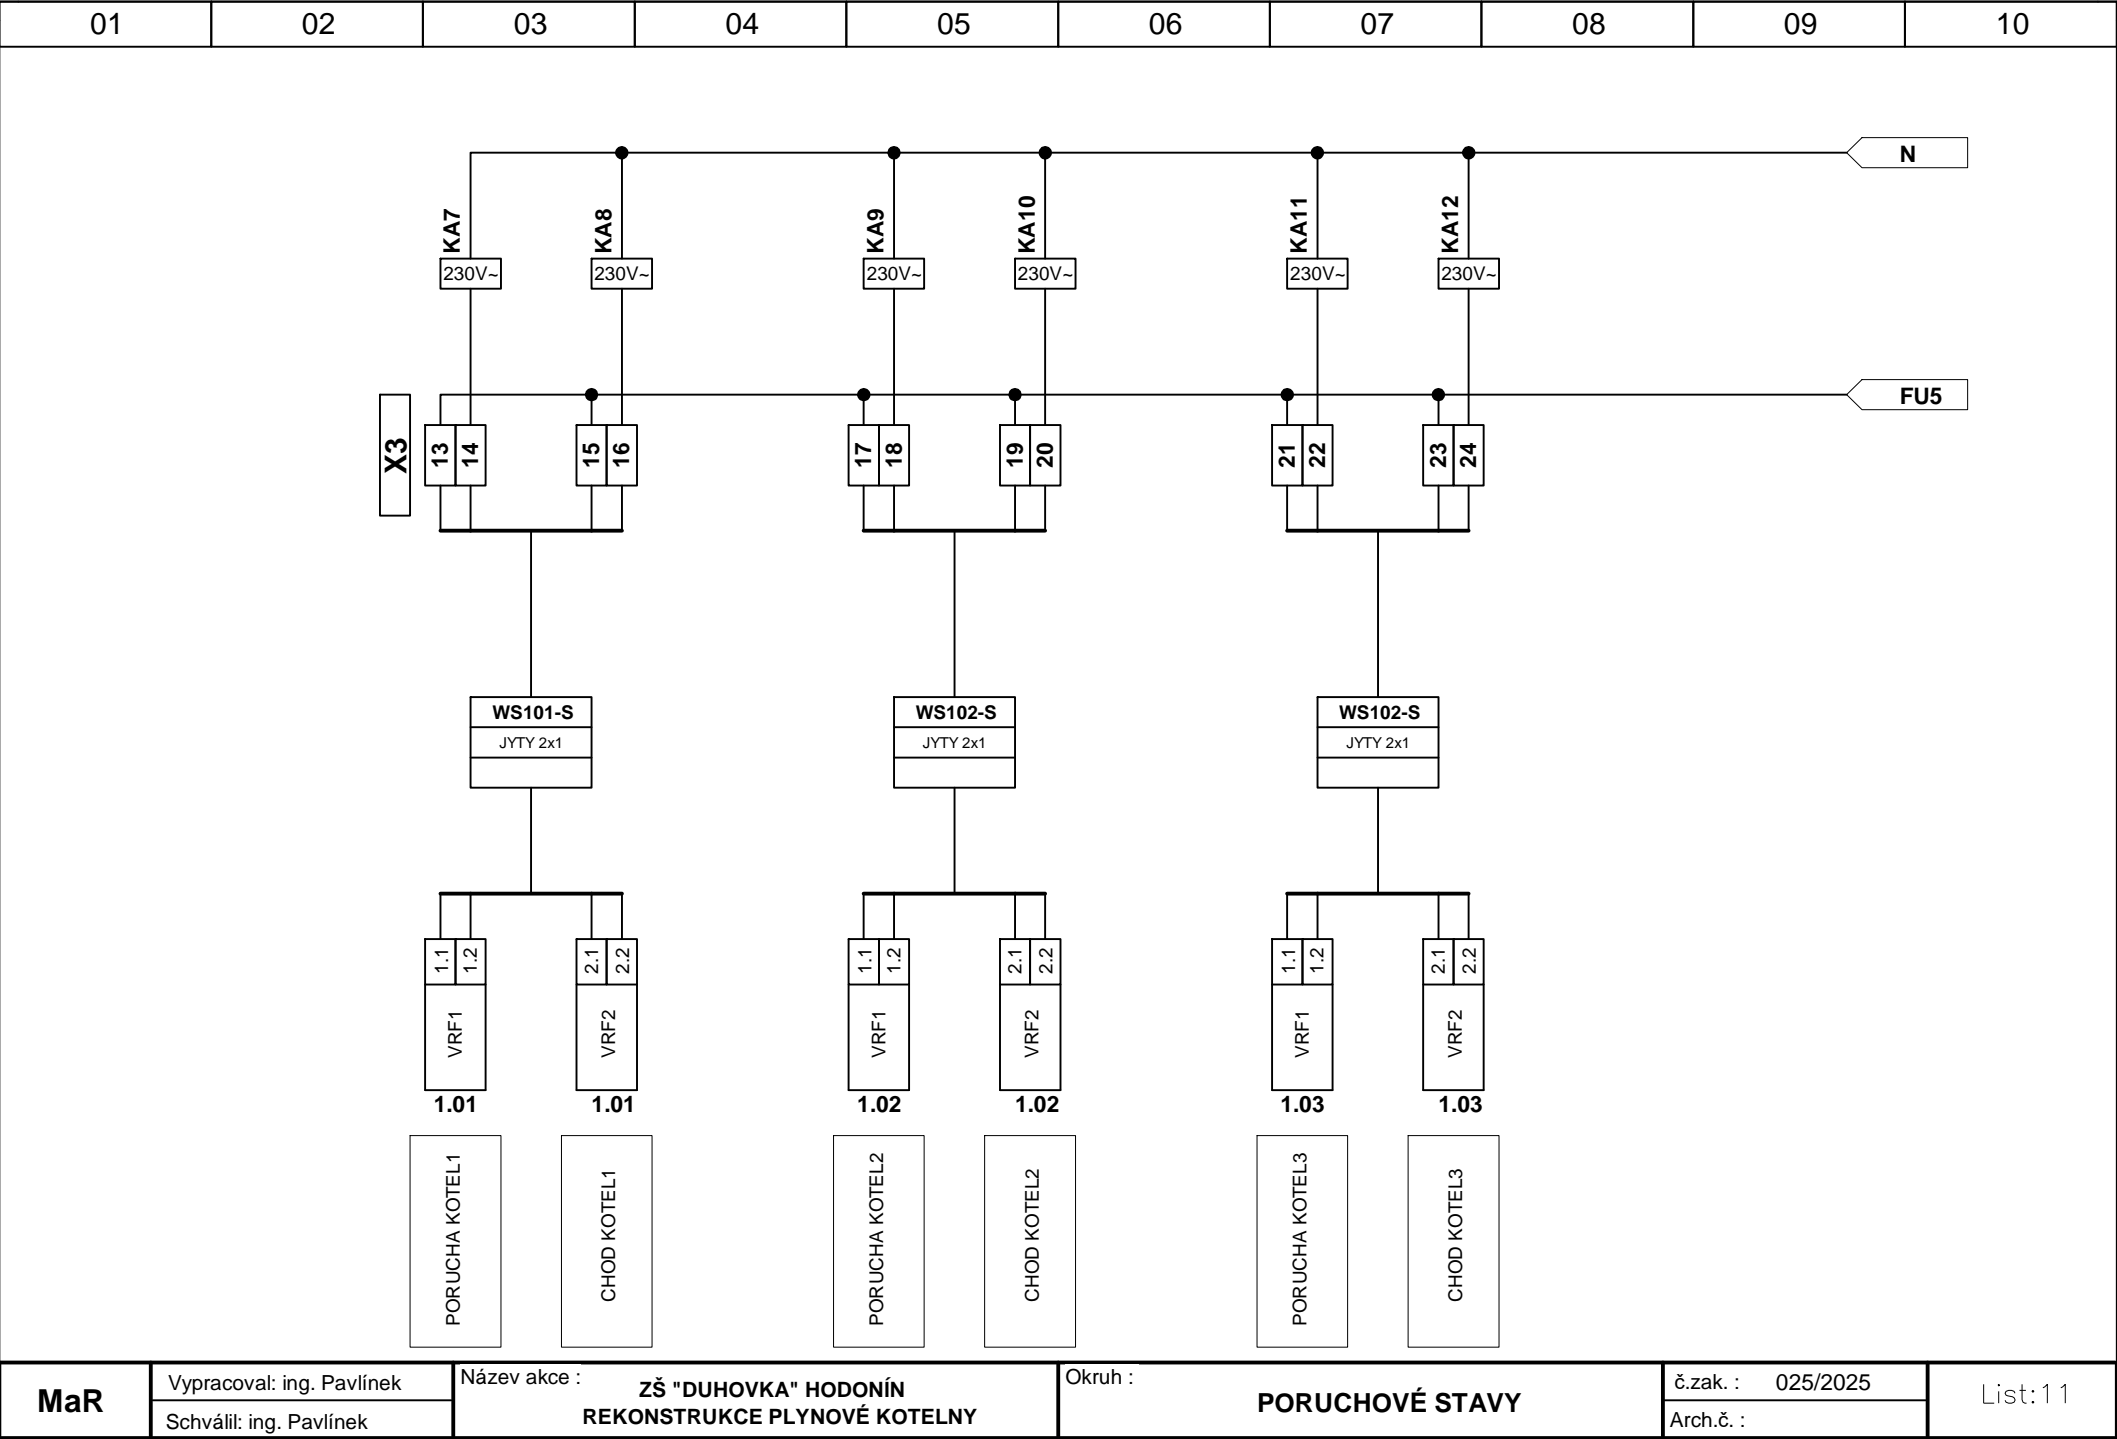 01 02 03 04 05 06 07 08 09 10
N
KA7 KA8 KA9 KA10 KA11 KA12
230V~ 230V~ 230V~ 230V~ 230V~ 230V~
FU5
X3 13 14 15 16 17 18 19 20 21 22 23 24
WS101-S WS102-S WS102-S
JYTY 2x1 JYTY 2x1 JYTY 2x1
1.1 1.2 2.1 2.2 1.1 1.2 2.1 2.2 1.1 1.2 2.1 2.2
VRF1 VRF2 VRF1 VRF2 VRF1 VRF2
1.01 1.01 1.02 1.02 1.03 1.03
PORUCHA KOTEL1
CHOD KOTEL1
PORUCHA KOTEL2
CHOD KOTEL2
PORUCHA KOTEL3
CHOD KOTEL3
MaR
Vypracoval: ing. Pavlínek
Schválil: ing. Pavlínek
Název akce :
ZŠ "DUHOVKA" HODONÍN
REKONSTRUKCE PLYNOVÉ KOTELNY
Okruh :
PORUCHOVÉ STAVY
č.zak. : 025/2025
Arch.č. :
List:11